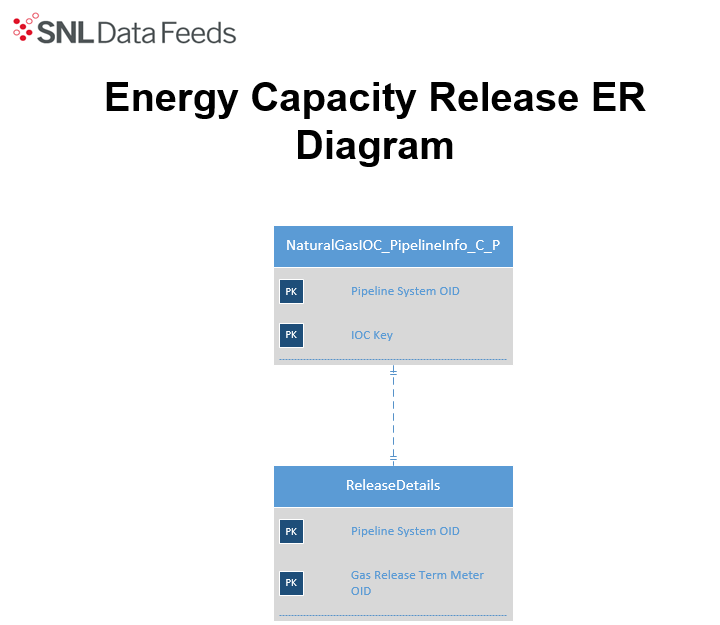 SNL Data Feeds
Energy Capacity Release ER
Diagram
NaturalGasIOC_PipelineInfo_C_P
PK Pipeline System OID
PK IOC Key
ReleaseDetails
PK Pipeline System OID
PK Gas Release Term Meter
OID